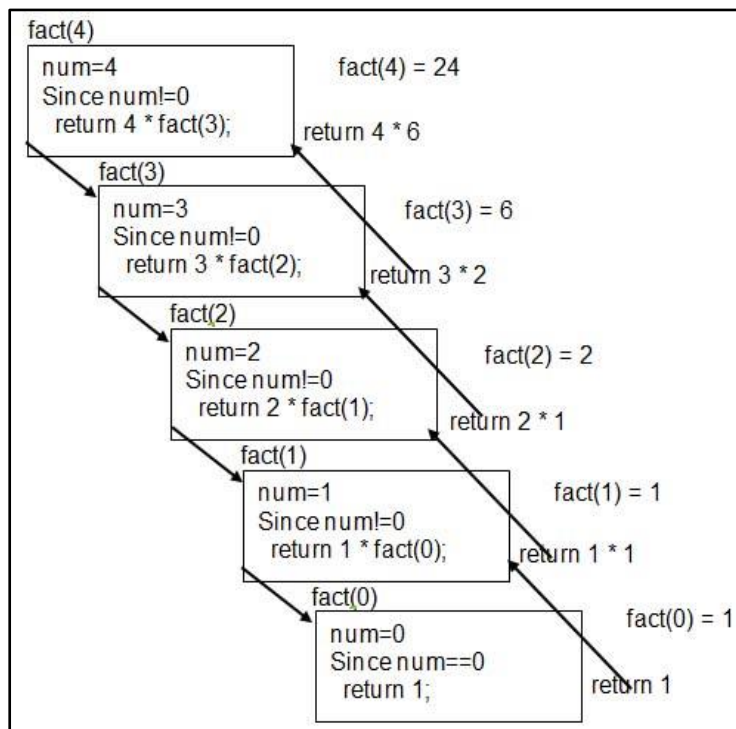 fact(4)
num=4
Since num!=0
return 4 * fact(3);
fact(4) = 24
return 4 * 6
fact(3)
num=3
Since num!=0
return 3 * fact(2);
fact(3) = 6
return 3 * 2
fact(2)
num=2
Since num!=0
return 2 * fact(1);
fact(2) = 2
return 2 * 1
fact(1)
num=1
Since num!=0
return 1 * fact(0);
fact(1) = 1
return 1 * 1
fact(0)
num=0
Since num==0
return 1;
fact(0) = 1
return 1